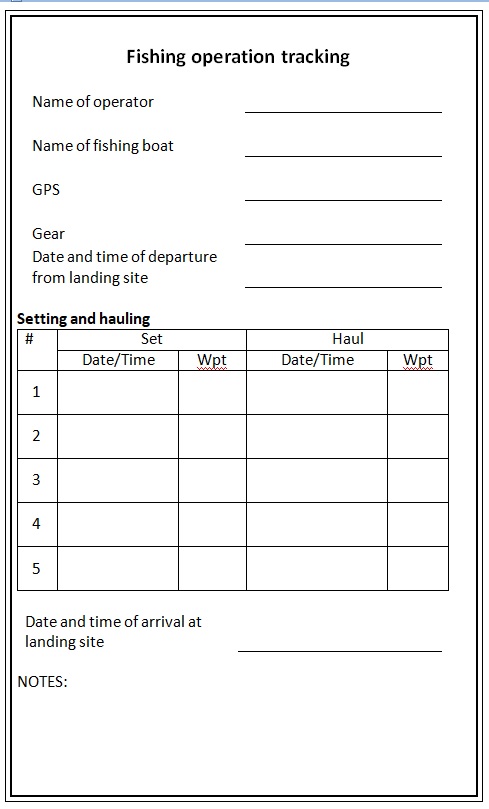 Fishing operation tracking
Name of operator
Name of fishing boat
GPS
Gear
Date and time of departure
from landing site
Setting and hauling
# Set Haul
Date/Time Wpt Date/Time Wpt
1
2
3
4
5
Date and time of arrival at
landing site
NOTES: